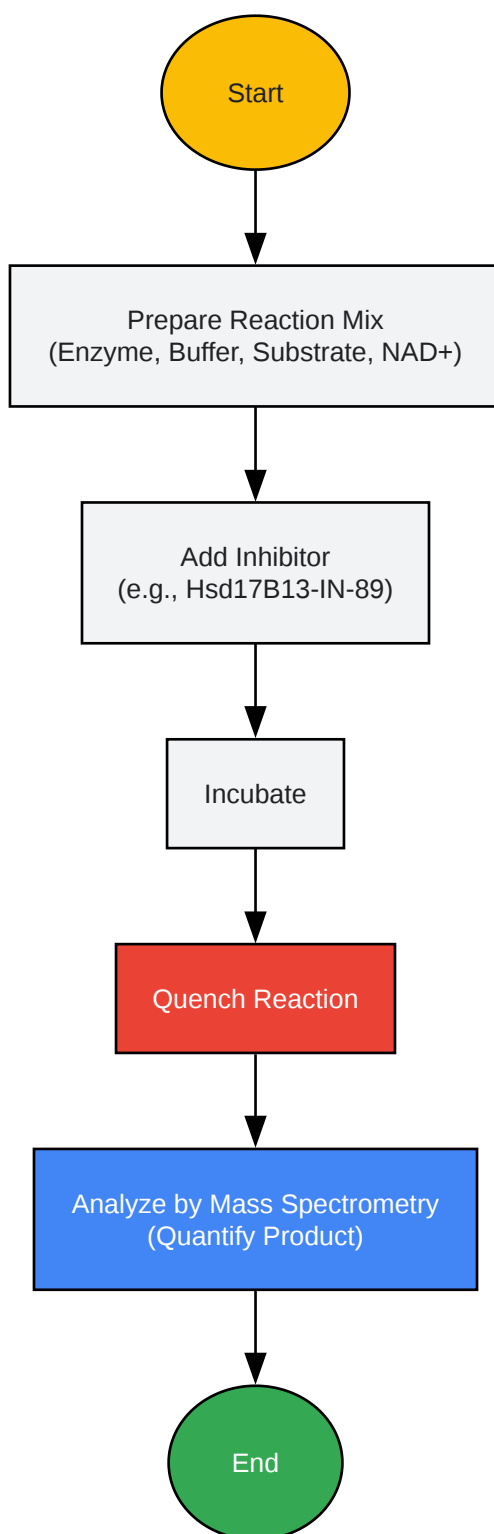 Start
Prepare Reaction Mix
(Enzyme, Buffer, Substrate, NAD+)
Add Inhibitor
(e.g., Hsd17B13-IN-89)
Incubate
Quench Reaction
Analyze by Mass Spectrometry
(Quantify Product)
End